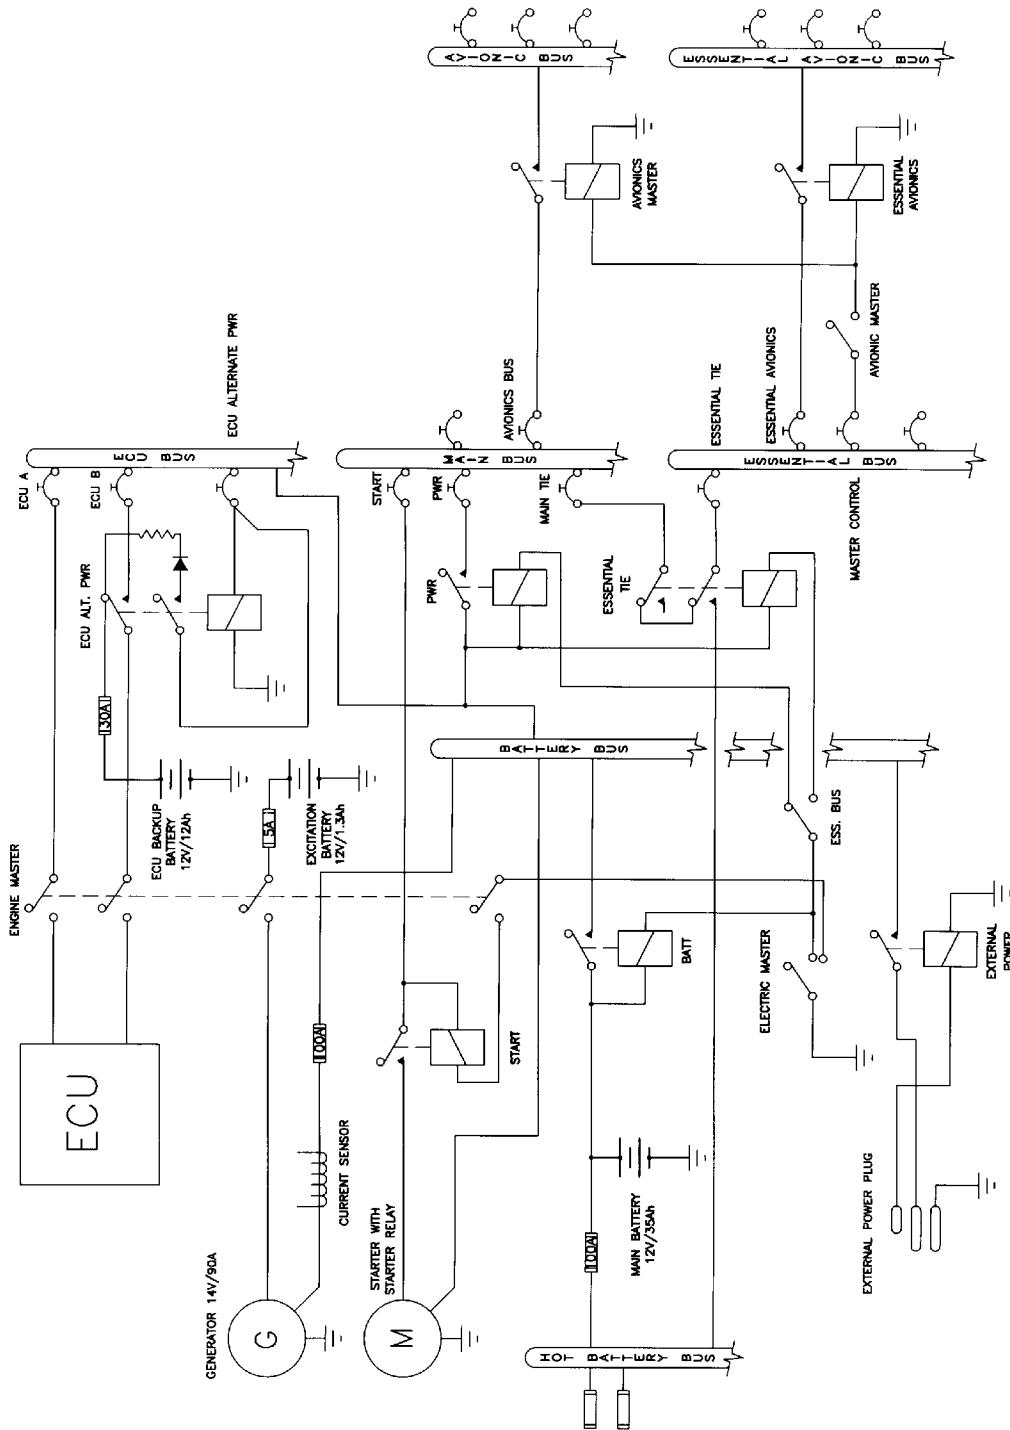 AVIONIC BUS
ESSENTIAL AVIONIC BUS
AVIONICS
MASTER
ESSENTIAL
AVIONICS
ECU ALTERNATE PWR
AVIONICS BUS
ESSENTIAL TIE
ESSENTIAL AVIONICS
AVIONIC MASTER
ECU A
ECU BUS
ECU B
START
MAIN BUS
PWR
MAIN TIE
ESSENTIAL BUS
MASTER CONTROL
ECU ALT. PWR
PWR
ESSENTIAL
TIE
30A
BATTERY BUS
ECU BACKUP
BATTERY
12V/12Ah
5A
EXCITATION
BATTERY
12V/1.3Ah
ESS. BUS
ENGINE MASTER
BATT
ELECTRIC MASTER
EXTERNAL
POWER
ECU
100A
START
CURRENT SENSOR
STARTER WITH
STARTER RELAY
100A
MAIN BATTERY
12V/35Ah
EXTERNAL POWER PLUG
GENERATOR 14V/90A
G
M
HOT BATTERY BUS